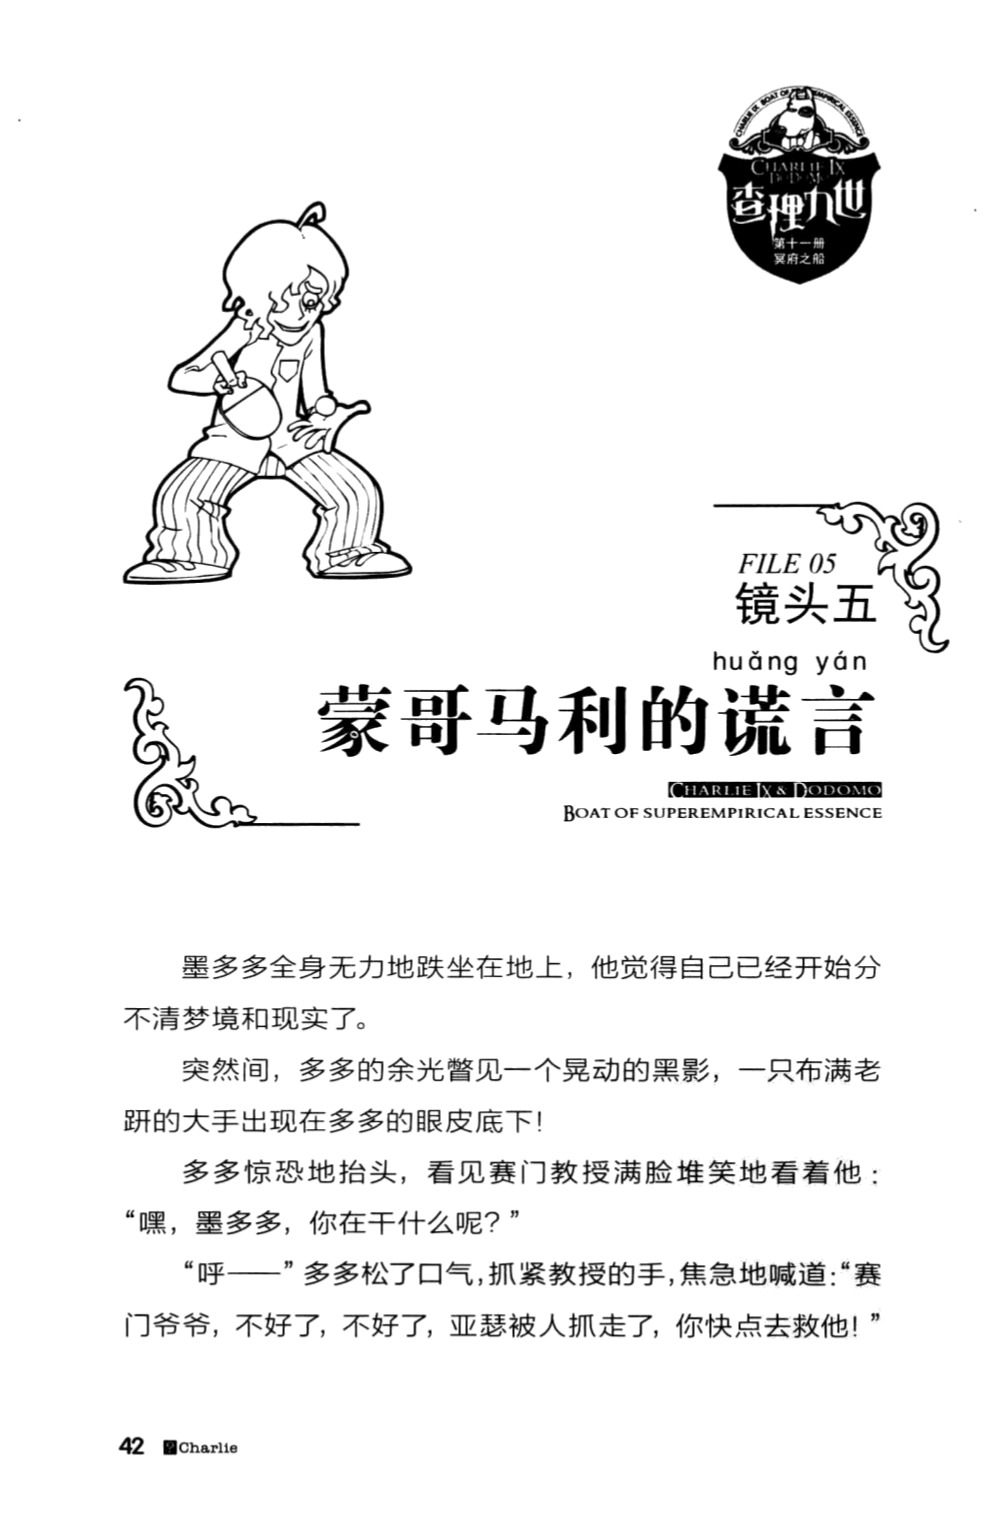 CHARLIE IX BOAT OF SUPEREMPIRICAL ESSENCE
CHARLIE IX
DODOMO
查理九世
第十一册
冥府之船
FILE 05
镜头五
huǎng yán
蒙哥马利的谎言
CHARLIE IX & DODOMO
BOAT OF SUPEREMPIRICAL ESSENCE
墨多多全身无力地跌坐在地上，他觉得自己已经开始分
不清梦境和现实了。
突然间，多多的余光瞥见一个晃动的黑影，一只布满老
趼的大手出现在多多的眼皮底下！
多多惊恐地抬头，看见赛门教授满脸堆笑地看着他：
“嘿，墨多多，你在干什么呢？”
“呼——”多多松了口气，抓紧教授的手，焦急地喊道：“赛
门爷爷，不好了，不好了，亚瑟被人抓走了，你快点去救他！”
42 Charlie